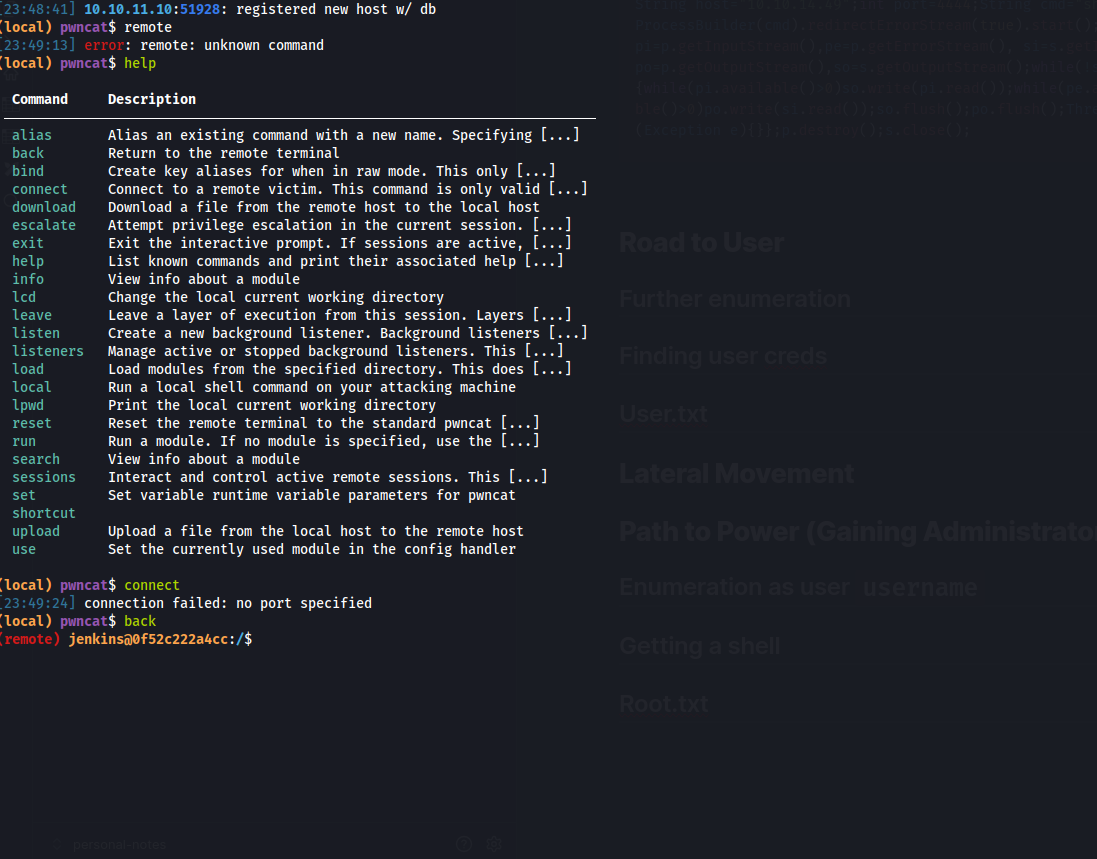 [23:48:41] 10.10.11.10:51928: registered new host w/ db
(local) pwncat$ remote
[23:49:13] error: remote: unknown command
(local) pwncat$ help
Command Description
alias Alias an existing command with a new name. Specifying [...]
back Return to the remote terminal
bind Create key aliases for when in raw mode. This only [...]
connect Connect to a remote victim. This command is only valid [...]
download Download a file from the remote host to the local host
escalate Attempt privilege escalation in the current session. [...]
exit Exit the interactive prompt. If sessions are active, [...]
help List known commands and print their associated help [...]
info View info about a module
lcd Change the local current working directory
leave Leave a layer of execution from this session. Layers [...]
listen Create a new background listener. Background listeners [...]
listeners Manage active or stopped background listeners. This [...]
load Load modules from the specified directory. This does [...]
local Run a local shell command on your attacking machine
lpwd Print the local current working directory
reset Reset the remote terminal to the standard pwncat [...]
run Run a module. If no module is specified, use the [...]
search View info about a module
sessions Interact and control active remote sessions. This [...]
set Set variable runtime variable parameters for pwncat
shortcut
upload Upload a file from the local host to the remote host
use Set the currently used module in the config handler
(local) pwncat$ connect
[23:49:24] connection failed: no port specified
(local) pwncat$ back
(remote) jenkins@0f52c222a4cc:/$
Road to User
Further enumeration
Finding user creds
User.txt
Lateral Movement
Path to Power (Gaining Administrato
Enumeration as user username
Getting a shell
Root.txt
personal-notes